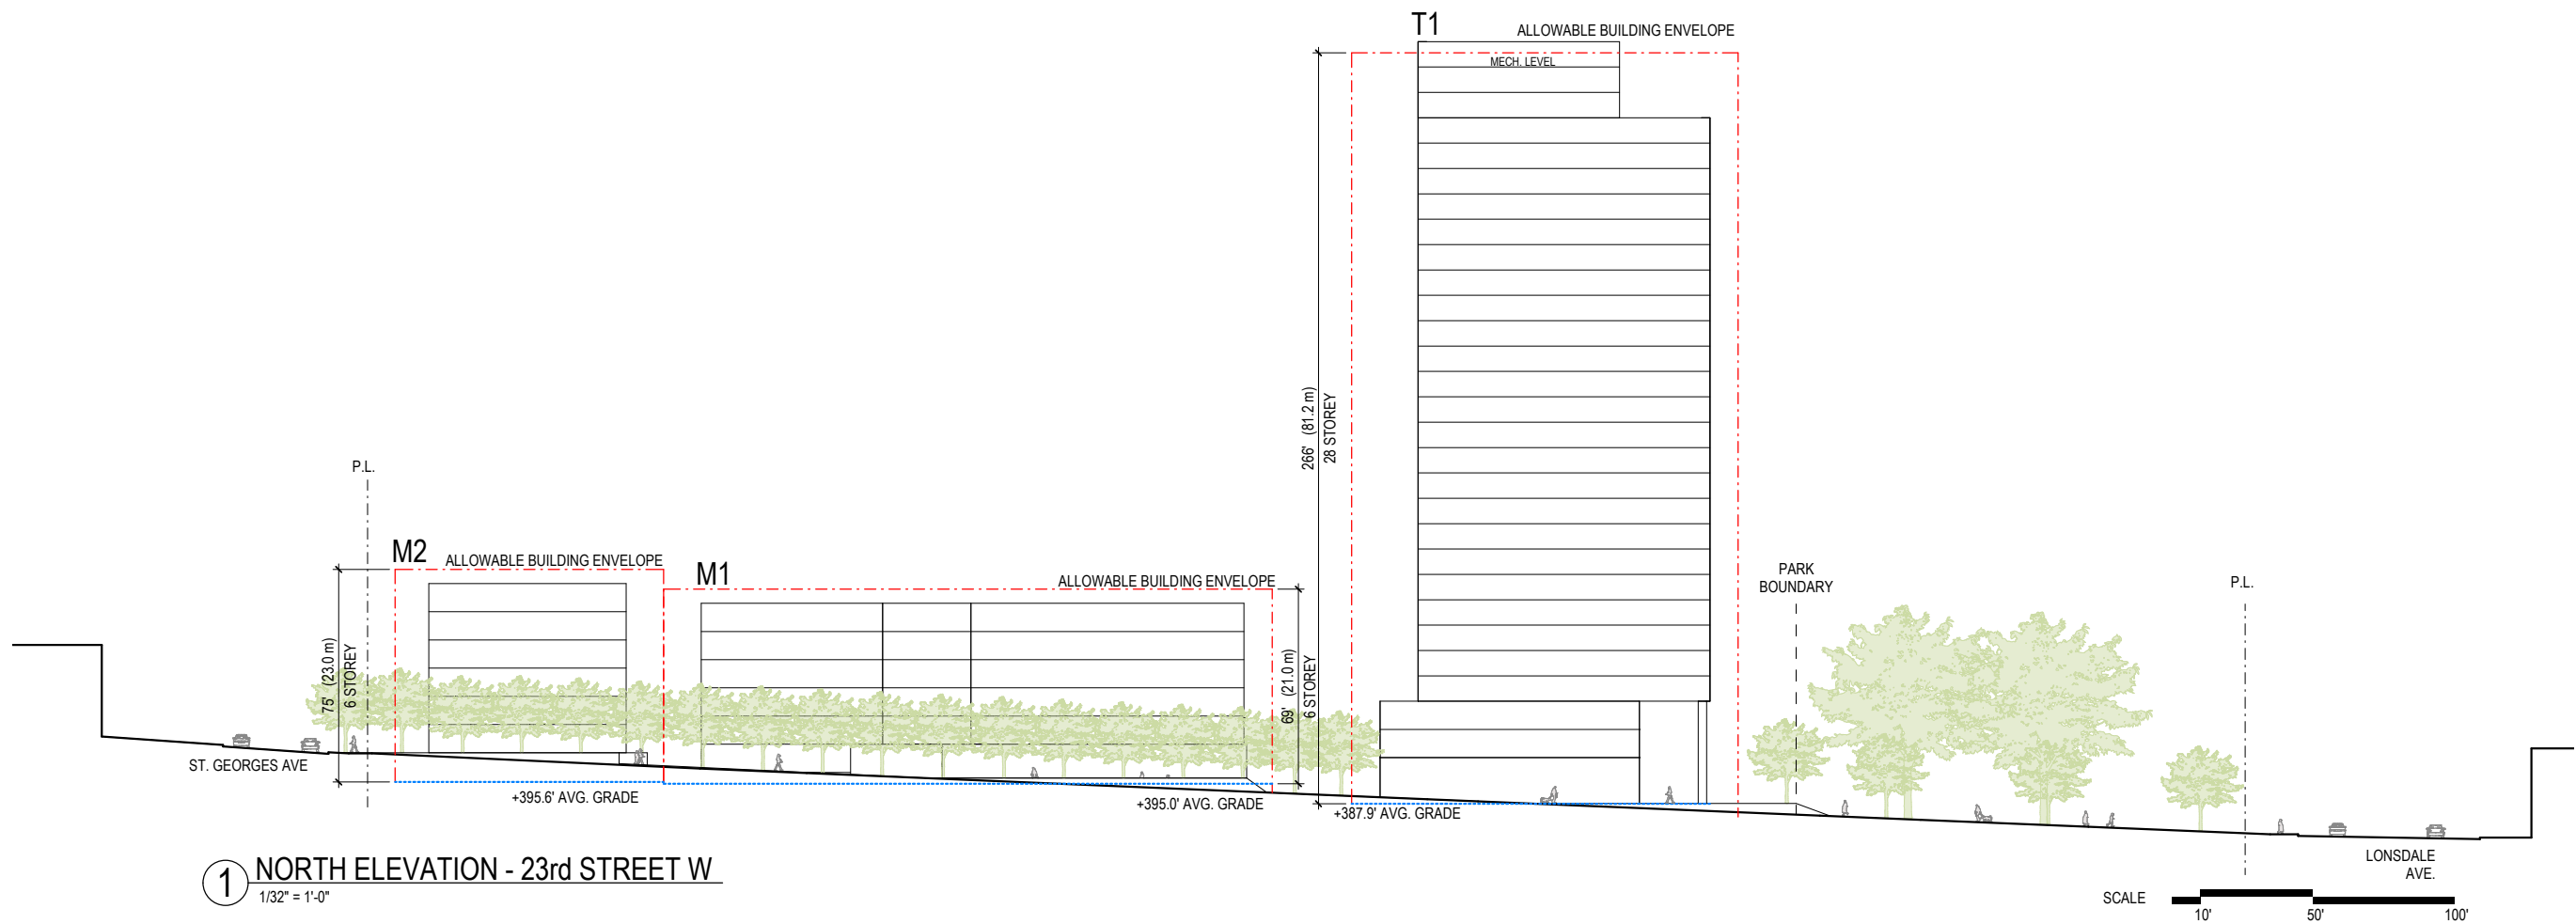 T1
ALLOWABLE BUILDING ENVELOPE
MECH. LEVEL
266' (81.2 m)
28 STOREY
P.L.
M2
ALLOWABLE BUILDING ENVELOPE
M1
ALLOWABLE BUILDING ENVELOPE
PARK
BOUNDARY
P.L.
75' (23.0 m)
6 STOREY
69' (21.0 m)
6 STOREY
ST. GEORGES AVE
+395.6' AVG. GRADE
+395.0' AVG. GRADE
+387.9' AVG. GRADE
LONSDALE
AVE.
1
NORTH ELEVATION - 23rd STREET W
1/32" = 1'-0"
SCALE
10'
50'
100'